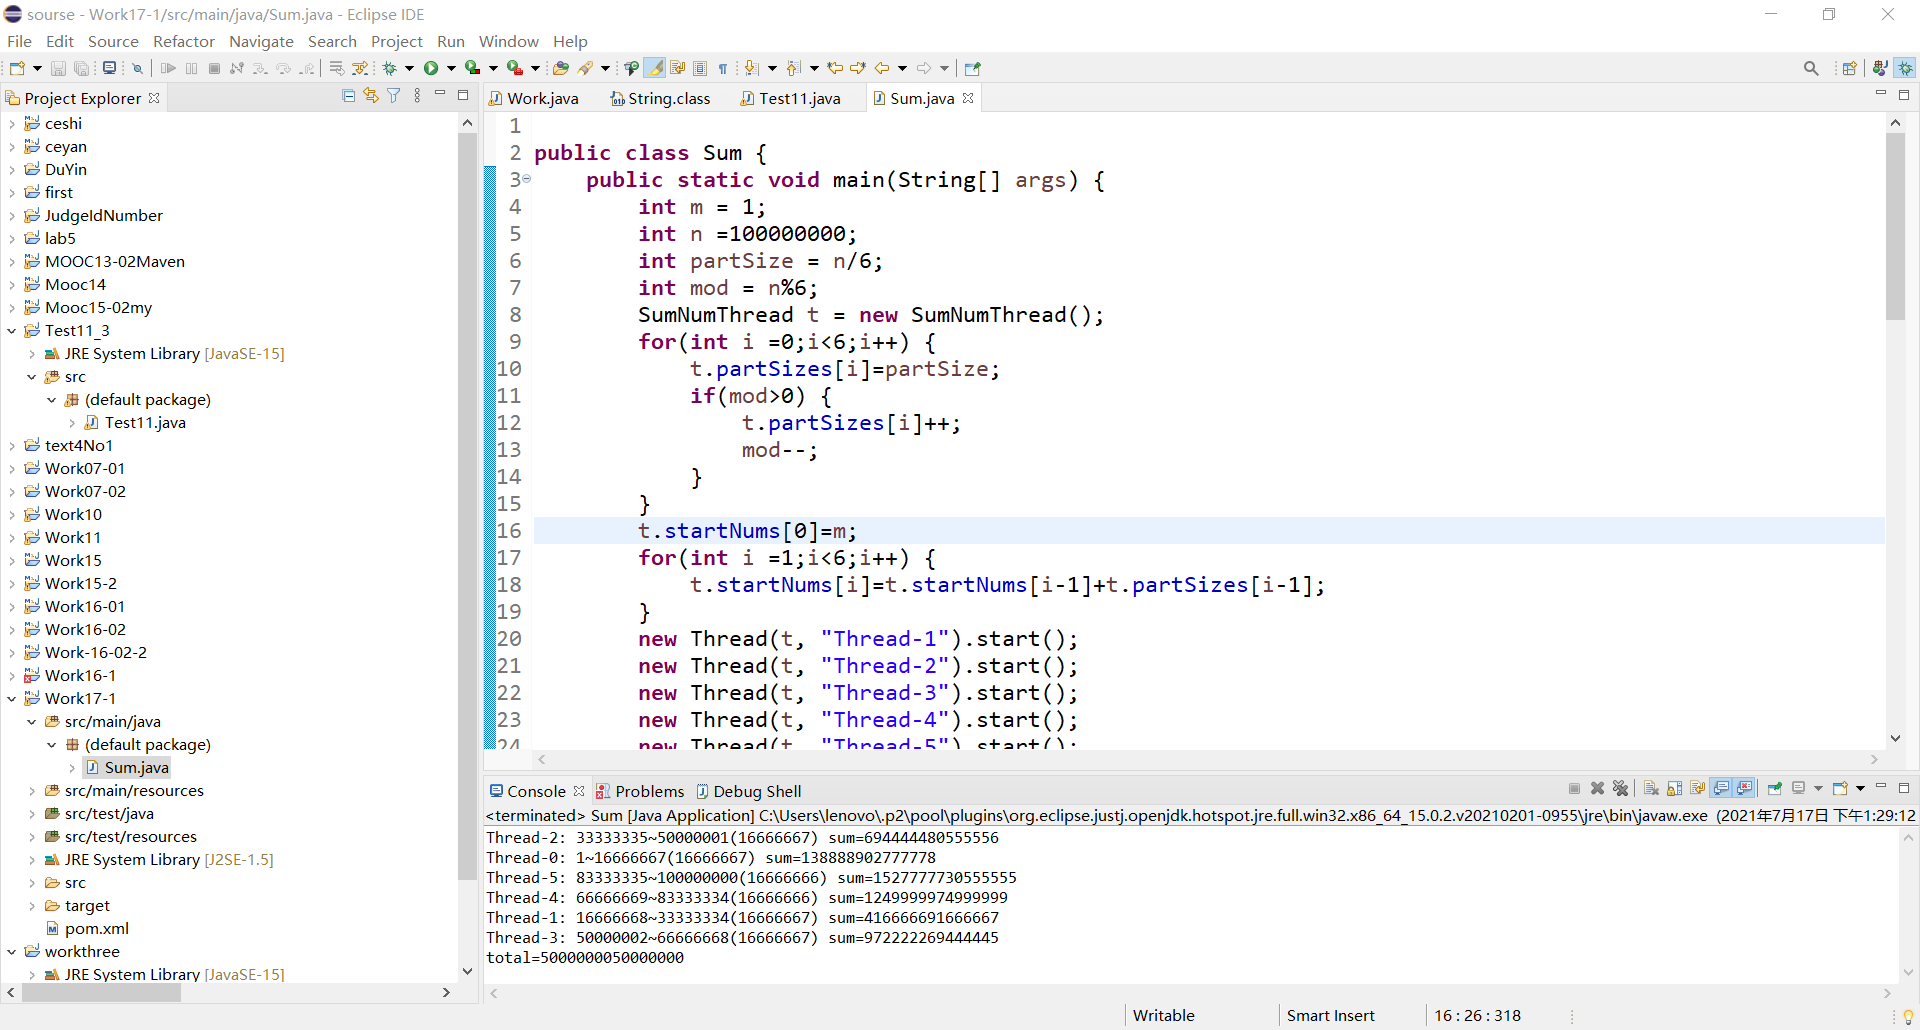 sourse - Work17-1/src/main/java/Sum.java - Eclipse IDE
File Edit Source Refactor Navigate Search Project Run Window Help
Project Explorer
ceshi
ceyan
DuYin
first
JudgeIdNumber
lab5
MOOC13-02Maven
Mooc14
Mooc15-02my
Test11_3
JRE System Library [JavaSE-15]
src
(default package)
Test11.java
text4No1
Work07-01
Work07-02
Work10
Work11
Work15
Work15-2
Work16-01
Work16-02
Work-16-02-2
Work16-1
Work17-1
src/main/java
(default package)
Sum.java
src/main/resources
src/test/java
src/test/resources
JRE System Library [J2SE-1.5]
src
target
pom.xml
workthree
JRE System Library [JavaSE-15]
Work.java String.class Test11.java Sum.java
1
2 public class Sum {
3 public static void main(String[] args) {
4 int m = 1;
5 int n =100000000;
6 int partSize = n/6;
7 int mod = n%6;
8 SumNumThread t = new SumNumThread();
9 for(int i =0;i<6;i++) {
10 t.partSizes[i]=partSize;
11 if(mod>0) {
12 t.partSizes[i]++;
13 mod--;
14 }
15 }
16 t.startNums[0]=m;
17 for(int i =1;i<6;i++) {
18 t.startNums[i]=t.startNums[i-1]+t.partSizes[i-1];
19 }
20 new Thread(t, "Thread-1").start();
21 new Thread(t, "Thread-2").start();
22 new Thread(t, "Thread-3").start();
23 new Thread(t, "Thread-4").start();
24 new Thread(t, "Thread-5").start();
Console Problems Debug Shell
<terminated> Sum [Java Application] C:\Users\lenovo\.p2\pool\plugins\org.eclipse.justj.openjdk.hotspot.jre.full.win32.x86_64_15.0.2.v20210201-0955\jre\bin\javaw.exe (2021年7月17日 下午1:29:12
Thread-2: 33333335~50000001(16666667) sum=694444480555556
Thread-0: 1~16666667(16666667) sum=138888902777778
Thread-5: 83333335~100000000(16666666) sum=1527777730555555
Thread-4: 66666669~83333334(16666666) sum=1249999974999999
Thread-1: 16666668~33333334(16666667) sum=416666691666667
Thread-3: 50000002~66666668(16666667) sum=972222269444445
total=5000000050000000
Writable Smart Insert 16 : 26 : 318